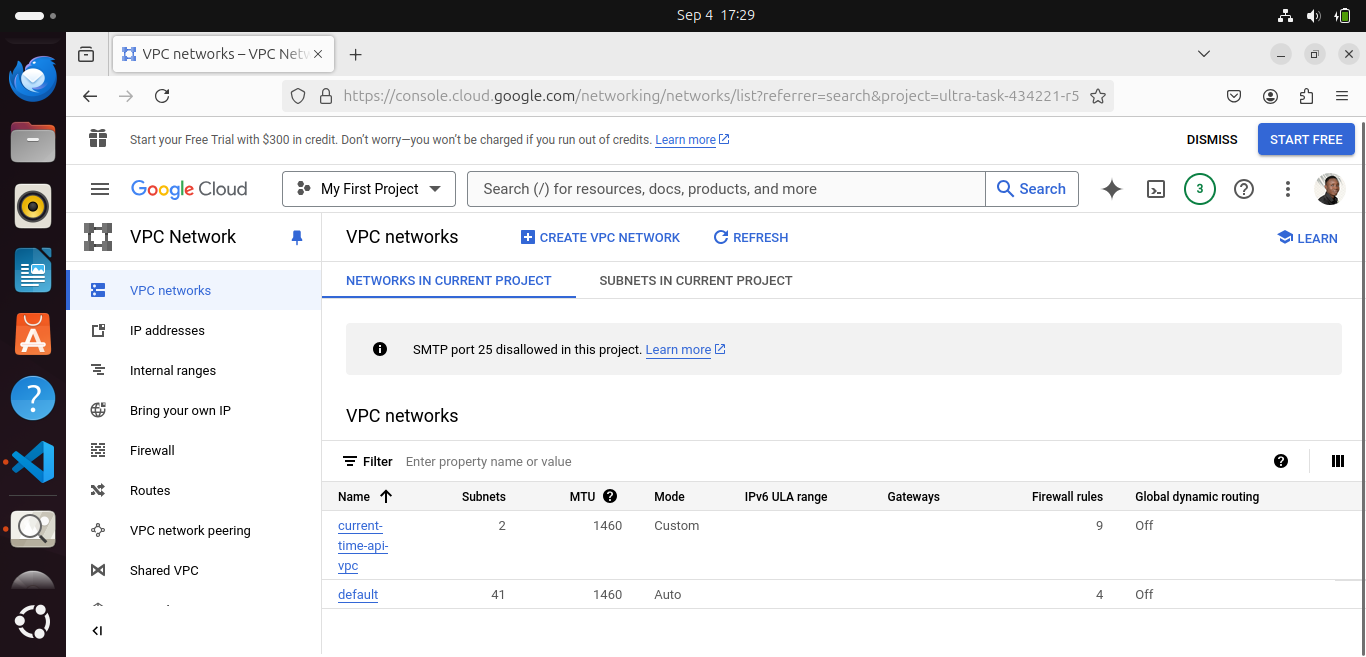 Sep 4 17:29
VPC networks – VPC Netw
https://console.cloud.google.com/networking/networks/list?referrer=search&project=ultra-task-434221-r5
Start your Free Trial with $300 in credit. Don't worry—you won't be charged if you run out of credits. Learn more
DISMISS
START FREE
Google Cloud
My First Project
Search (/) for resources, docs, products, and more
Search
3
VPC Network
VPC networks
CREATE VPC NETWORK
REFRESH
LEARN
VPC networks
IP addresses
Internal ranges
Bring your own IP
Firewall
Routes
VPC network peering
Shared VPC
NETWORKS IN CURRENT PROJECT
SUBNETS IN CURRENT PROJECT
SMTP port 25 disallowed in this project. Learn more
VPC networks
Filter Enter property name or value
Name Subnets MTU Mode IPv6 ULA range Gateways Firewall rules Global dynamic routing
current-
time-api-
vpc
2 1460 Custom 9 Off
default 41 1460 Auto 4 Off